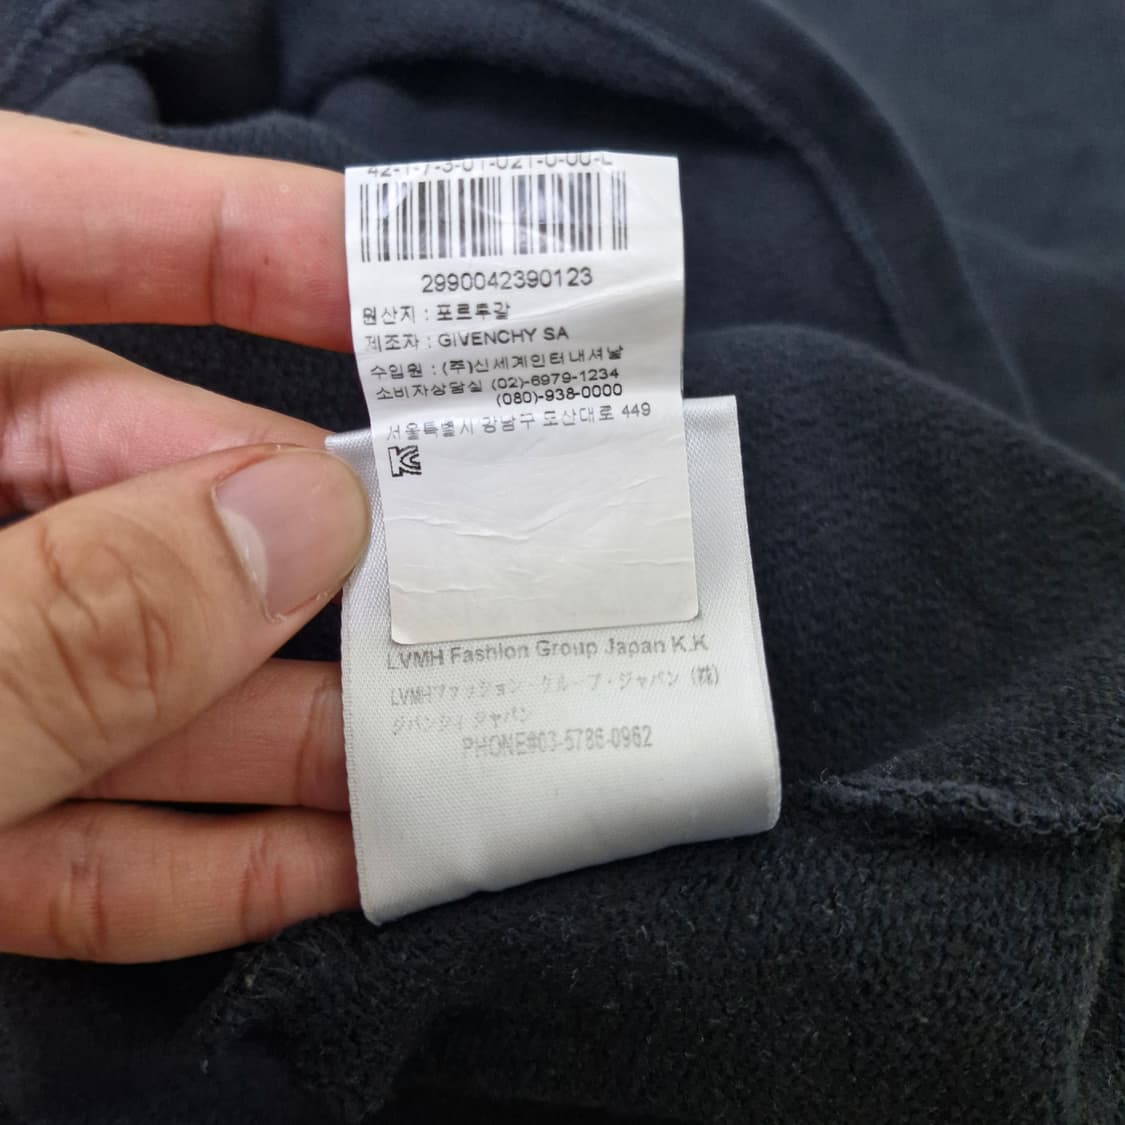 42-1-7-3-01-021-0-00-L
2990042390123
원산지 : 포르투갈
제조자 : GIVENCHY SA
수입원 : (주)신세계인터내셔날
소비자상담실 (02)-6979-1234
(080)-938-0000
서울특별시 강남구 도산대로 449
LVMH Fashion Group Japan K.K
LVMHファッション・グループ・ジャパン (株)
ジバンシィ ジャパン
PHONE#03-5786-0962